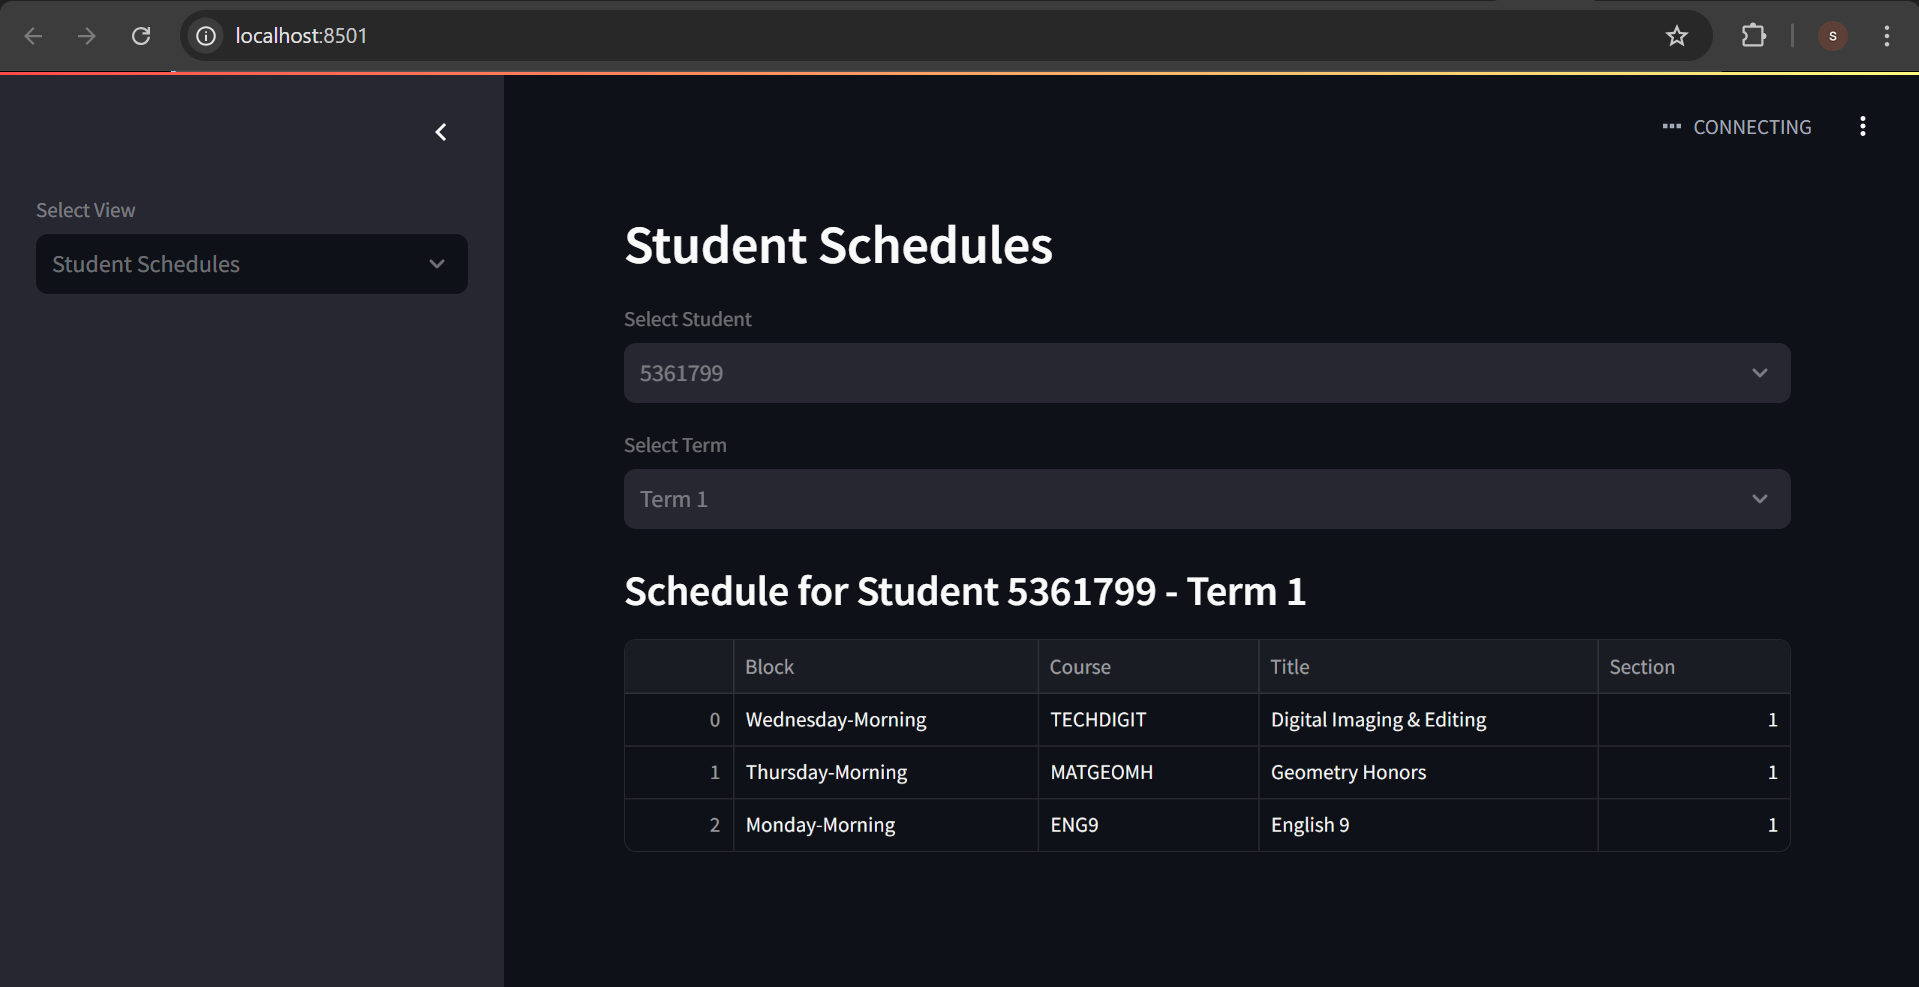 localhost:8501
S
CONNECTING
Select View
Student Schedules
Student Schedules
Select Student
5361799
Select Term
Term 1
Schedule for Student 5361799 - Term 1
Block Course Title Section
0 Wednesday-Morning TECHDIGIT Digital Imaging & Editing 1
1 Thursday-Morning MATGEOMH Geometry Honors 1
2 Monday-Morning ENG9 English 9 1